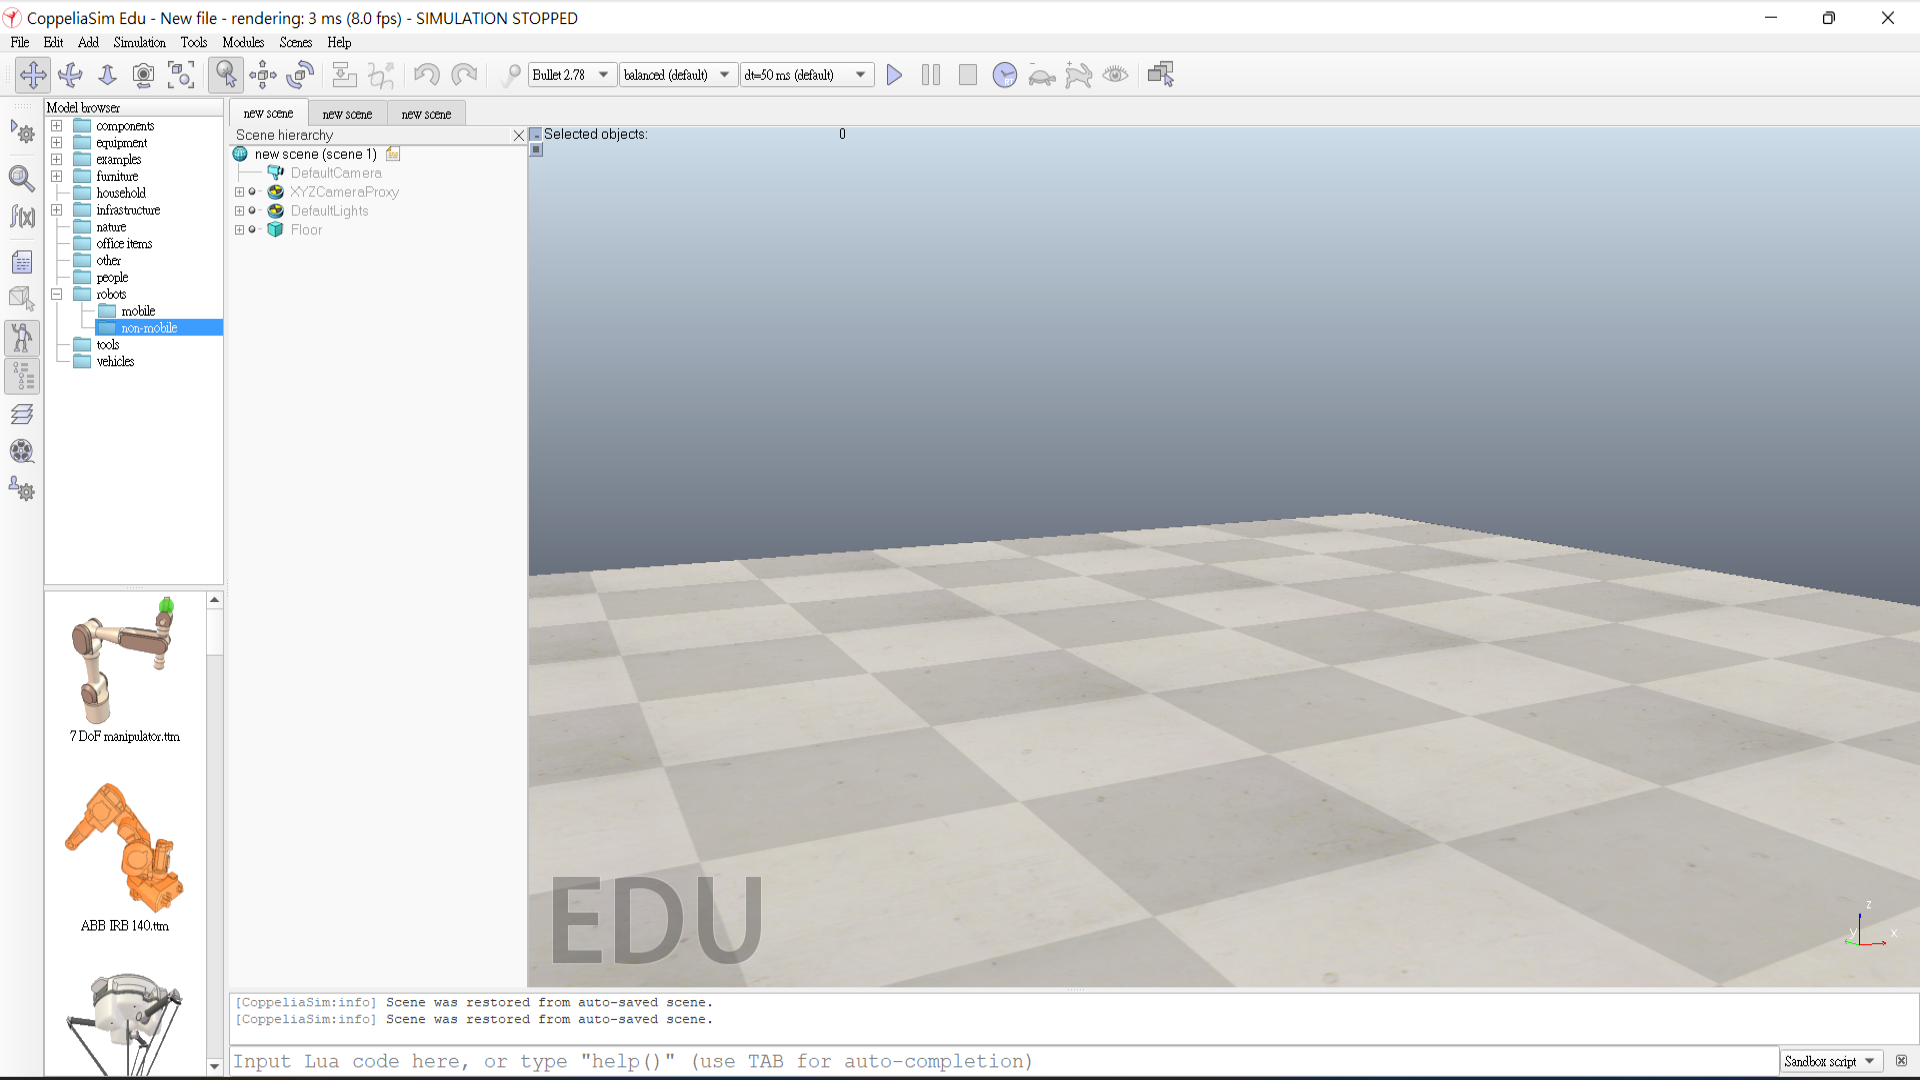 CoppeliaSim Edu - New file - rendering: 3 ms (8.0 fps) - SIMULATION STOPPED
File Edit Add Simulation Tools Modules Scenes Help
f(x)
Bullet 2.78 balanced (default) dt=50 ms (default)
Model browser
components
equipment
examples
furniture
household
infrastructure
nature
office items
other
people
robots
mobile
non-mobile
tools
vehicles
7 DoF manipulator.ttm
ABB IRB 140.ttm
new scene new scene new scene
Scene hierarchy
new scene (scene 1)
DefaultCamera
XYZCameraProxy
DefaultLights
Floor
Selected objects: 0
EDU
z
y x
[CoppeliaSim:info] Scene was restored from auto-saved scene.
[CoppeliaSim:info] Scene was restored from auto-saved scene.
Input Lua code here, or type "help()" (use TAB for auto-completion)
Sandbox script